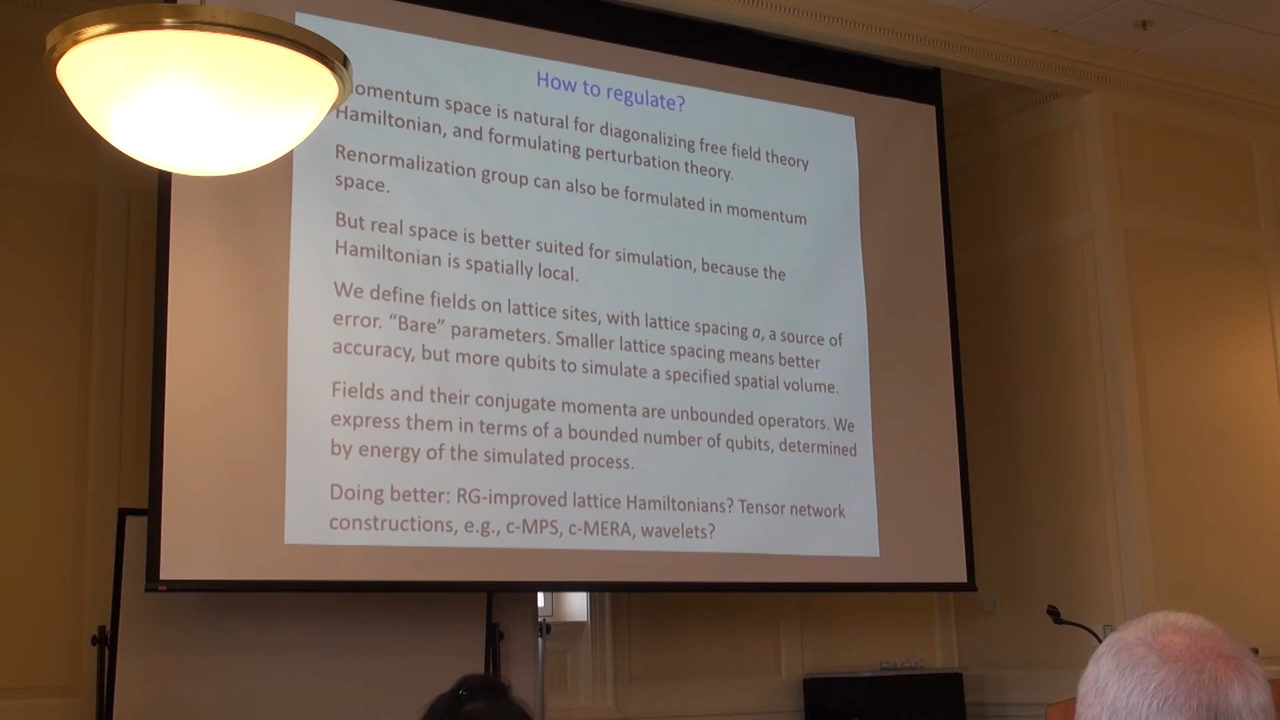 How to regulate?
omentum space is natural for diagonalizing free field theory
Hamiltonian, and formulating perturbation theory.
Renormalization group can also be formulated in momentum
space.
But real space is better suited for simulation, because the
Hamiltonian is spatially local.
We define fields on lattice sites, with lattice spacing a, a source of
error. “Bare” parameters. Smaller lattice spacing means better
accuracy, but more qubits to simulate a specified spatial volume.
Fields and their conjugate momenta are unbounded operators. We
express them in terms of a bounded number of qubits, determined
by energy of the simulated process.
Doing better: RG-improved lattice Hamiltonians? Tensor network
constructions, e.g., c-MPS, c-MERA, wavelets?